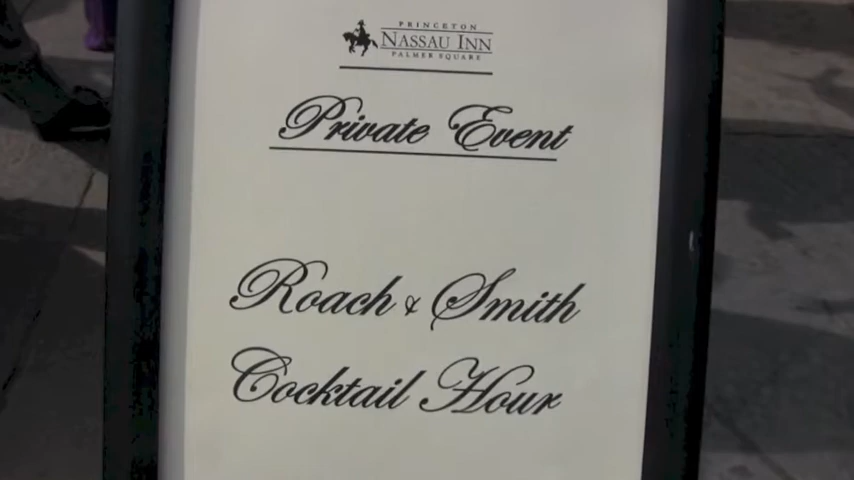 PRINCETON
NASSAU INN
PALMER SQUARE
Private Event
Roach & Smith
Cocktail Hour